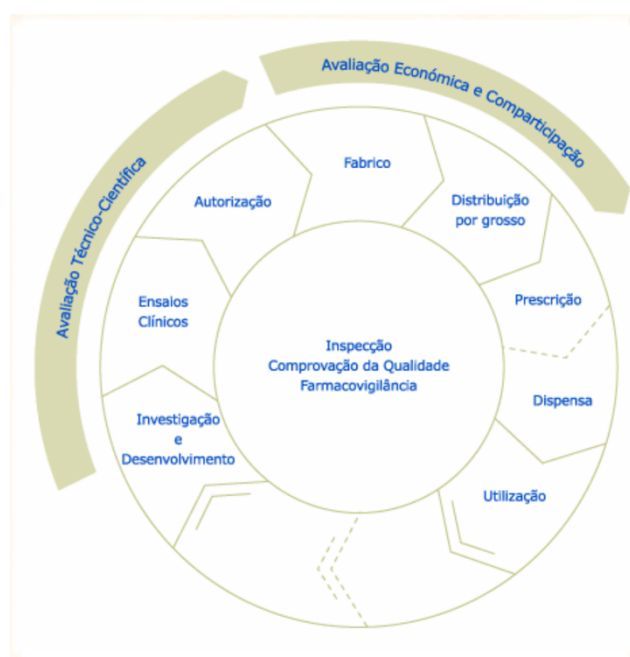 Avaliação Económica e Comparticipação
Avaliação Técnico-Científica
Fabrico
Autorização
Distribuição
por grosso
Ensaios
Clínicos
Prescrição
Inspecção
Comprovação da Qualidade
Farmacovigilância
Dispensa
Investigação
e
Desenvolvimento
Utilização